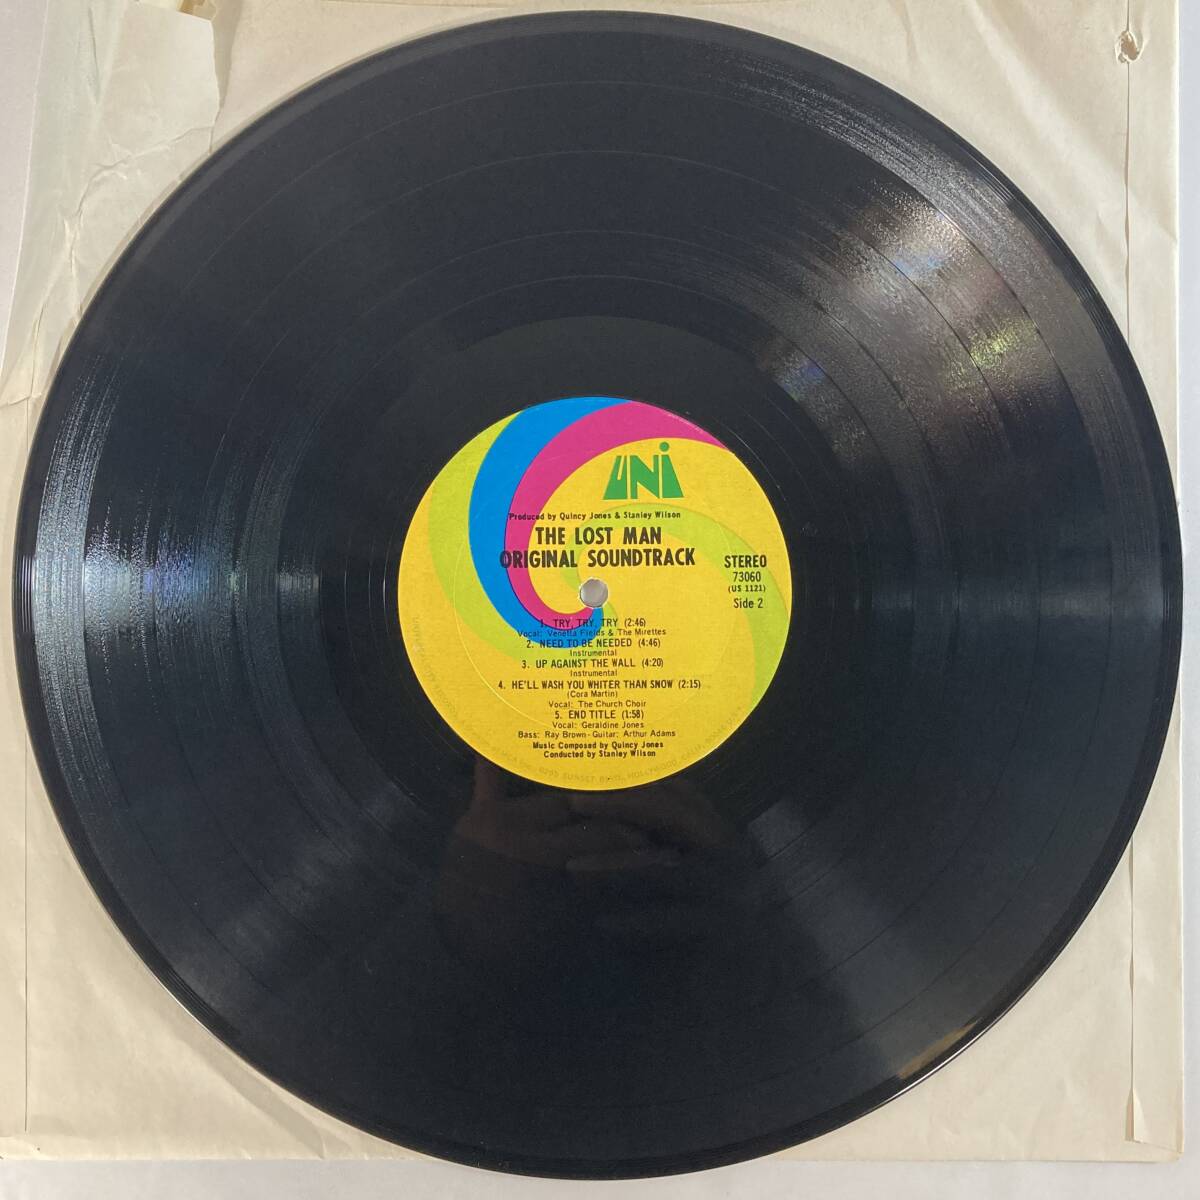 UNi
Produced by Quincy Jones & Stanley Wilson
THE LOST MAN
ORIGINAL SOUNDTRACK
STEREO
73060
(US 1121)
Side 2
1. TRY, TRY, TRY (2:46)
Vocal: Venetta Fields & The Mirettes
2. NEED TO BE NEEDED (4:46)
Instrumental
3. UP AGAINST THE WALL (4:20)
Instrumental
4. HE'LL WASH YOU WHITER THAN SNOW (2:15)
(Cora Martin)
Vocal: The Church Choir
5. END TITLE (1:58)
Vocal: Geraldine Jones
Bass: Ray Brown-Guitar: Arthur Adams
Music Composed by Quincy Jones
Conducted by Stanley Wilson
SUNSET BLVD., HOLLYWOOD, CALIF.